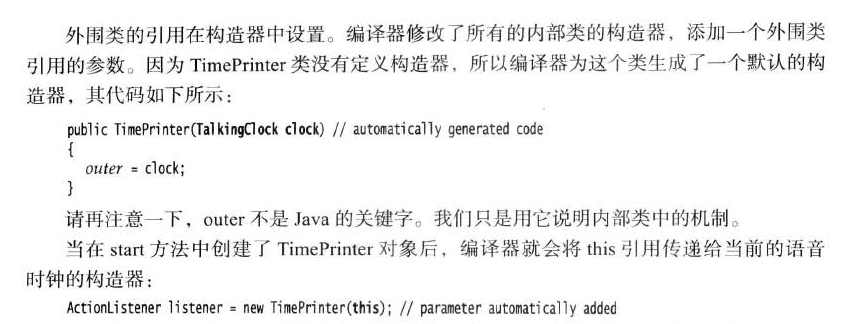 外围类的引用在构造器中设置。编译器修改了所有的内部类的构造器，添加一个外围类
引用的参数。因为 TimePrinter 类没有定义构造器，所以编译器为这个类生成了一个默认的构
造器，其代码如下所示：
public TimePrinter(TalkingClock clock) // automatically generated code
{
outer = clock;
}
请再注意一下，outer 不是 Java 的关键字。我们只是用它说明内部类中的机制。
当在 start 方法中创建了 TimePrinter 对象后，编译器就会将 this 引用传递给当前的语音
时钟的构造器：
ActionListener listener = new TimePrinter(this); // parameter automatically added